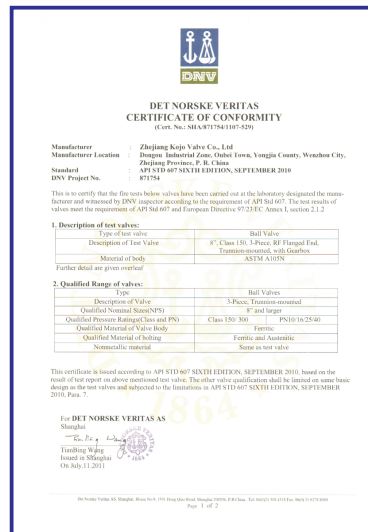 DNV
DET NORSKE VERITAS
CERTIFICATE OF CONFORMITY
(Cert. No.: SHA/871754/1107-529)
Manufacturer : Zhejiang Kojo Valve Co., Ltd
Manufacturer Location : Dongou Industrial Zone, Oubei Town, Yongjia County, Wenzhou City,
Zhejiang Province, P. R. China
Standard : API STD 607 SIXTH EDITION, SEPTEMBER 2010
DNV Project No. : 871754
This is to certify that the fire tests below valves have been carried out at the laboratory designated the manu-
facturer and witnessed by DNV inspector according to the requirement of API Std 607. The test results of
valves meet the requirement of API Std 607 and European Directive 97/23/EC Annex I, section 2.1.2
1. Description of test valves:
Type of test valve Ball Valve
Description of Test Valve 8", Class 150, 3-Piece, RF Flanged End,
Trunnion-mounted, with Gearbox
Material of body ASTM A105N
Further detail are given overleaf
2. Qualified Range of valves:
Type Ball Valves
Description of Valve 3-Piece, Trunnion-mounted
Qualified Nominal Sizes(NPS) 8" and larger
Qualified Pressure Ratings(Class and PN) Class 150/ 300 PN10/16/25/40
Qualified Material of Valve Body Ferritic
Qualified Material of bolting Ferritic and Austenitic
Nonmetallic material Same as test valve
This certificate is issued according to API STD 607 SIXTH EDITION, SEPTEMBER 2010, based on the
result of test report on above mentioned test valve. The other valve qualification shall be limited on same basic
design as the test valves and subjected to the limitations in API STD 607 SIXTH EDITION, SEPTEMBER
2010, Para. 7.
For DET NORSKE VERITAS AS
Shanghai
TianBing Wang
Issued in Shanghai
On July.11.2011
Page 1 of 2